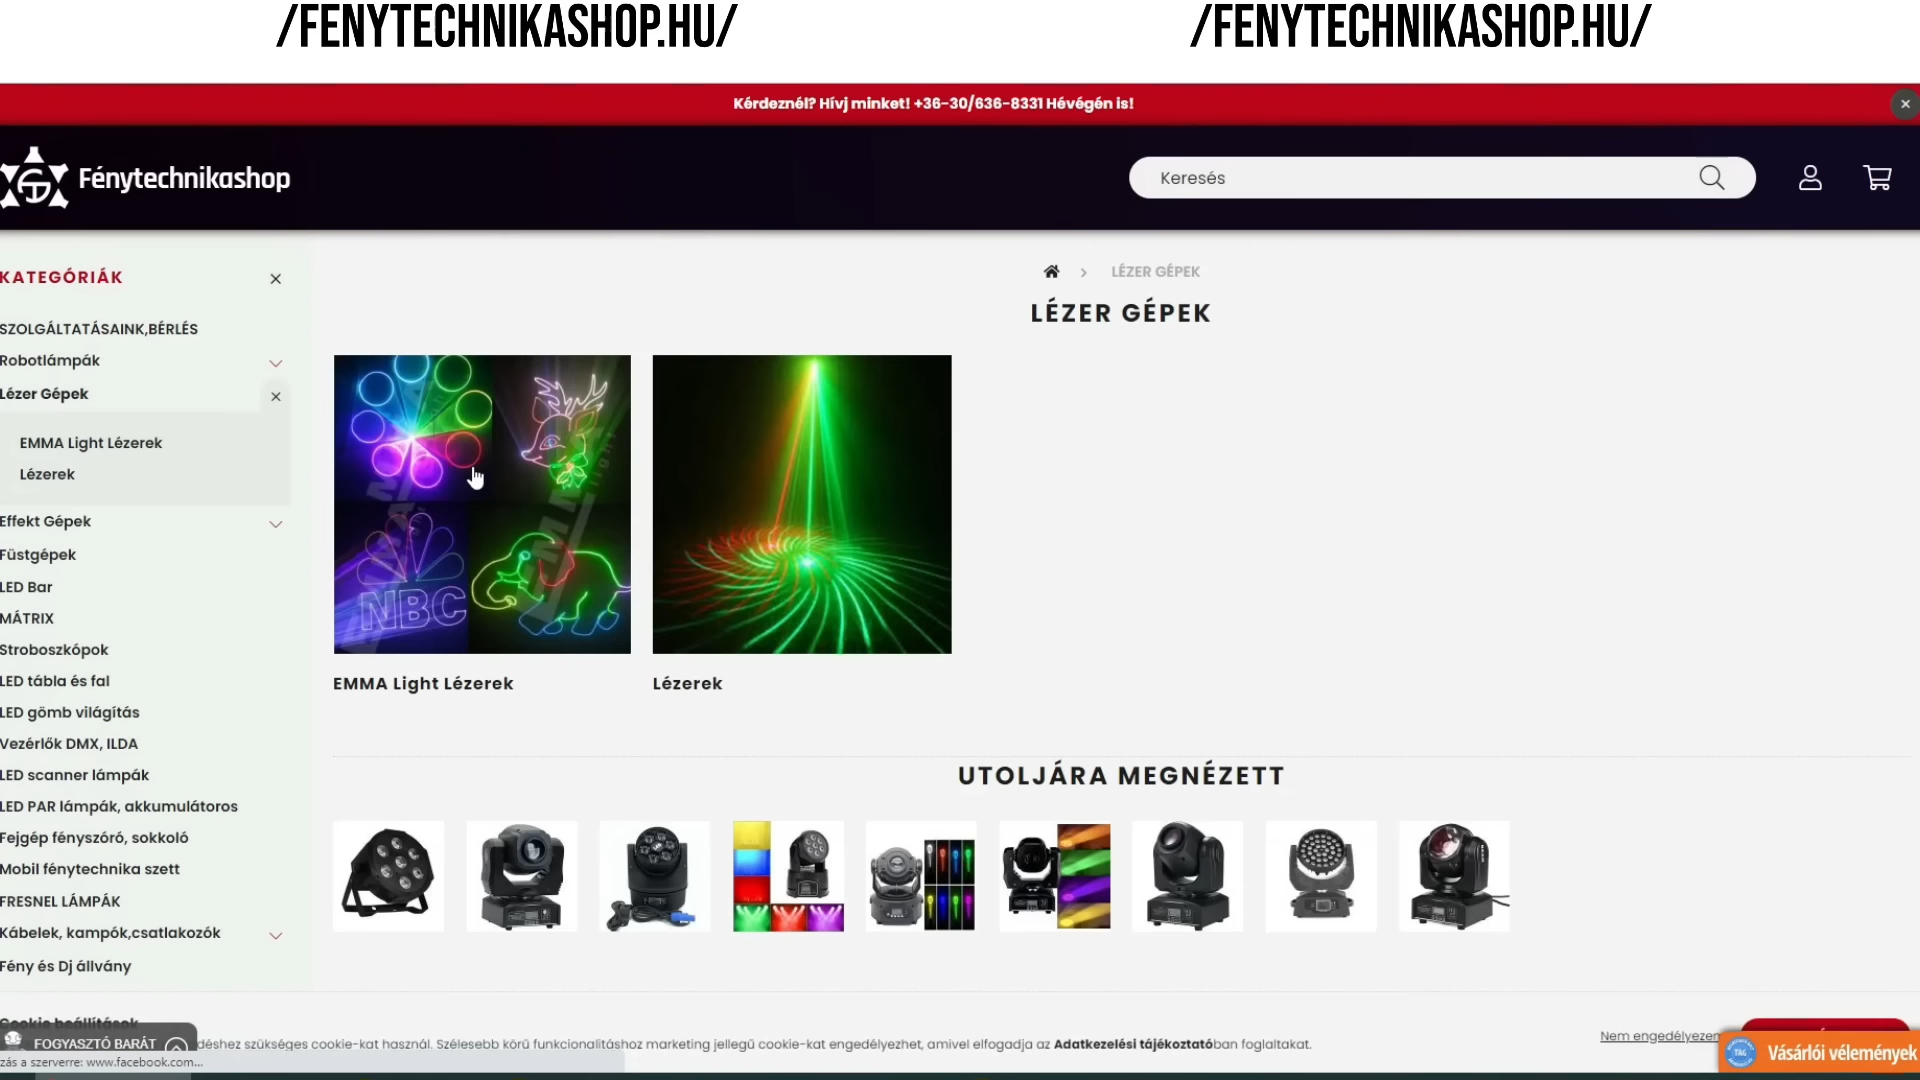 /FENYTECHNIKASHOP.HU/ /FENYTECHNIKASHOP.HU/
Kérdeznél? Hívj minket! +36-30/636-8331 Hévégén is!
Fénytechnikashop
Keresés
KATEGÓRIÁK
SZOLGÁLTATÁSAINK,BÉRLÉS
Robotlámpák
Lézer Gépek
EMMA Light Lézerek
Lézerek
Effekt Gépek
Füstgépek
LED Bar
MÁTRIX
Stroboszkópok
LED tábla és fal
LED gömb világítás
Vezérlők DMX, ILDA
LED scanner lámpák
LED PAR lámpák, akkumulátoros
Fejgép fényszóró, sokkoló
Mobil fénytechnika szett
FRESNEL LÁMPÁK
Kábelek, kampók,csatlakozók
Fény és Dj állvány
LÉZER GÉPEK
LÉZER GÉPEK
NBC
EMMA Light Lézerek
Lézerek
UTOLJÁRA MEGNÉZETT
Cookie beállítások
FOGYASZTÓ BARÁT
déshez szükséges cookie-kat használ. Szélesebb körű funkcionalitáshoz marketing jellegű cookie-kat engedélyezhet, amivel elfogadja az Adatkezelési tájékoztatóban foglaltakat.
Nem engedélyezem
zás a szerverre: www.facebook.com...
Vásárlói vélemények